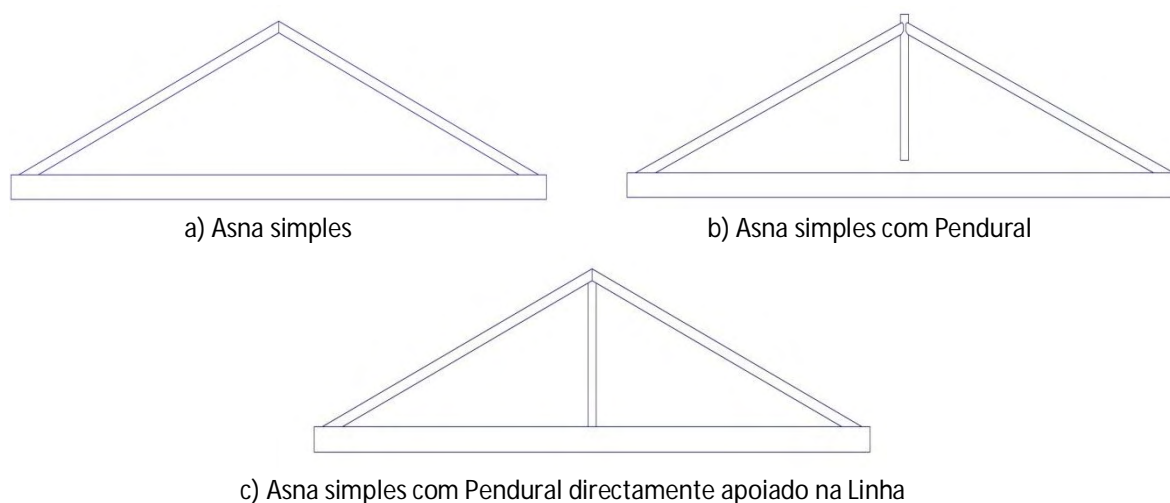 a) Asna simples
b) Asna simples com Pendural
c) Asna simples com Pendural directamente apoiado na Linha